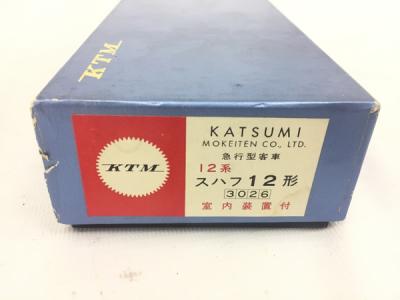 KTM
KTM
KATSUMI
MOKEITEN CO., LTD.
急行型客車
12系
スハフ12形
3026
室内装置付